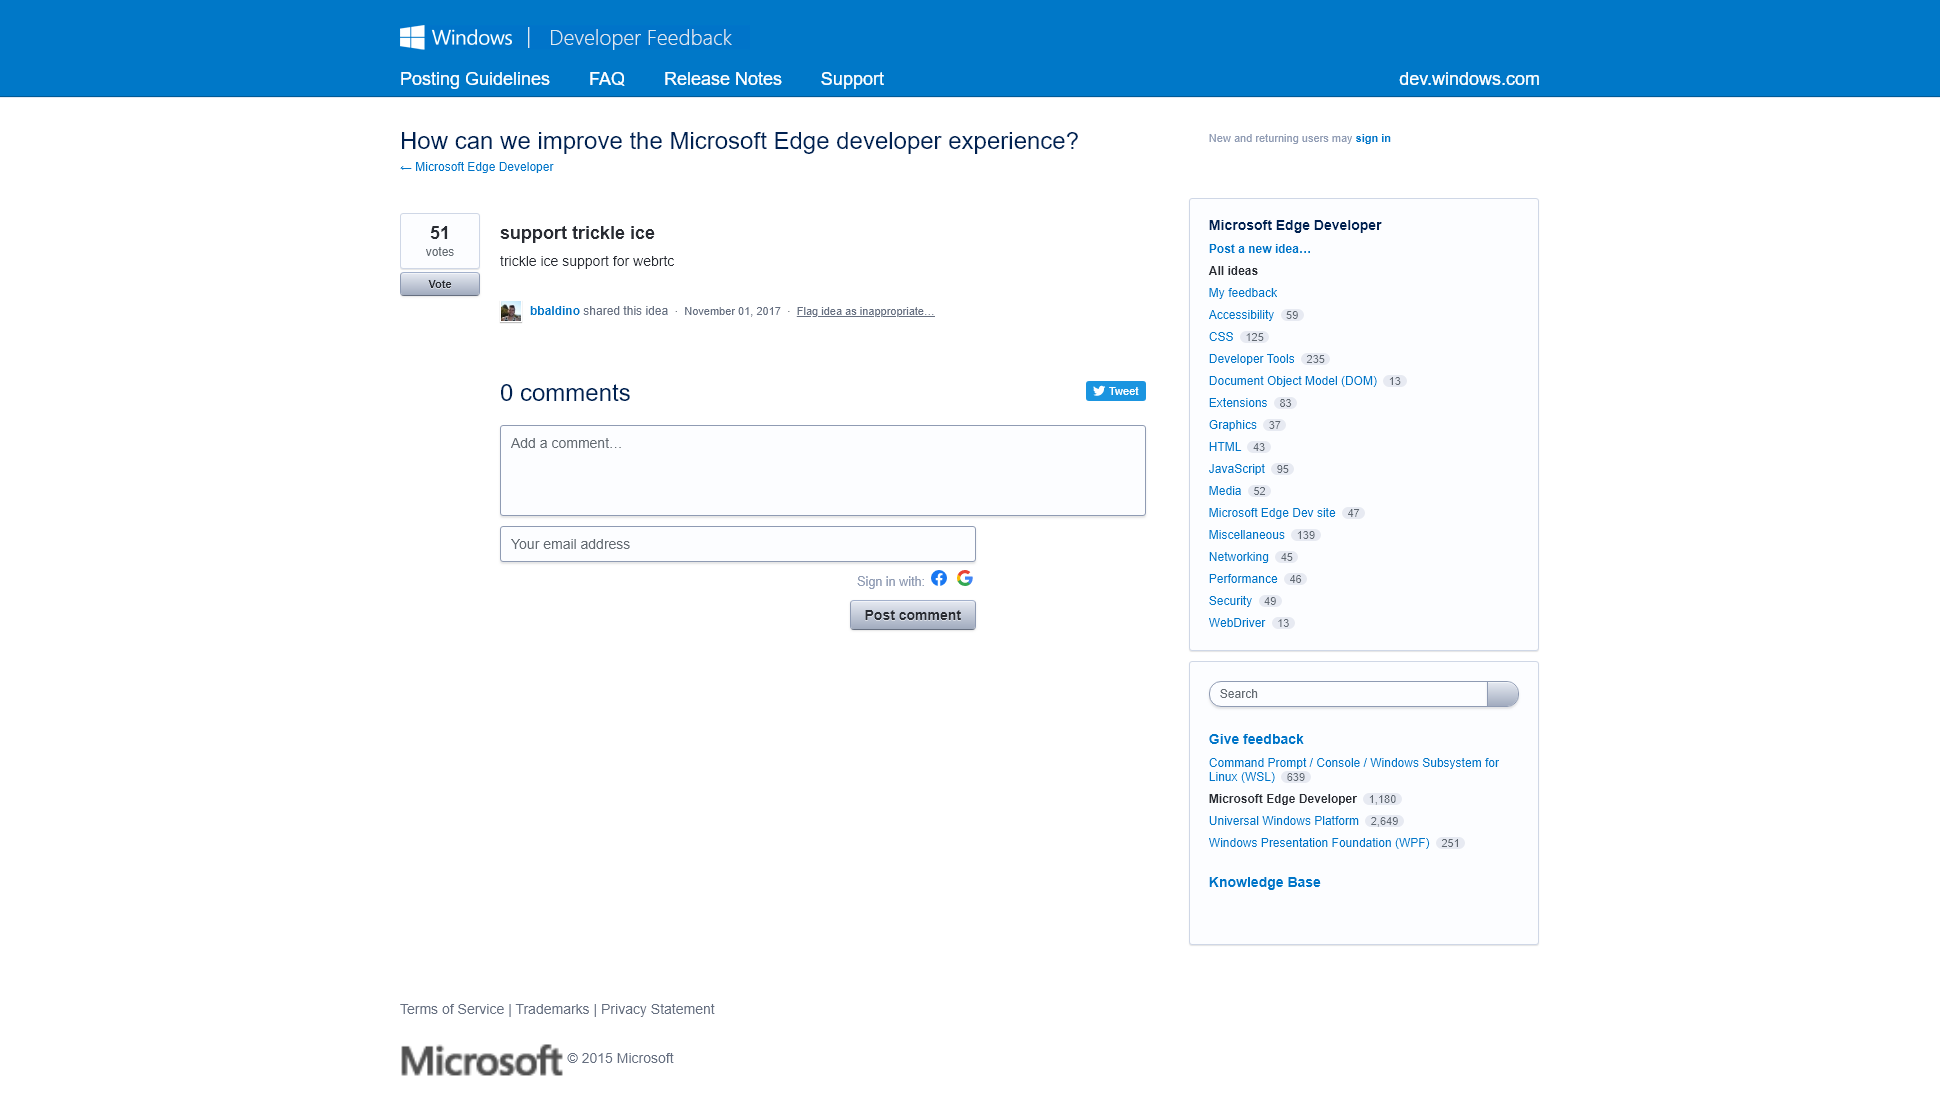 Windows | Developer Feedback
Posting Guidelines FAQ Release Notes Support dev.windows.com
How can we improve the Microsoft Edge developer experience?
← Microsoft Edge Developer
New and returning users may sign in
51
votes
Vote
support trickle ice
trickle ice support for webrtc
bbaldino shared this idea · November 01, 2017 · Flag idea as inappropriate…
0 comments
Tweet
Add a comment…
Your email address
Sign in with:
Post comment
Microsoft Edge Developer
Post a new idea…
All ideas
My feedback
Accessibility 59
CSS 125
Developer Tools 235
Document Object Model (DOM) 13
Extensions 83
Graphics 37
HTML 43
JavaScript 95
Media 52
Microsoft Edge Dev site 47
Miscellaneous 139
Networking 45
Performance 46
Security 49
WebDriver 13
Search
Give feedback
Command Prompt / Console / Windows Subsystem for
Linux (WSL) 639
Microsoft Edge Developer 1,180
Universal Windows Platform 2,649
Windows Presentation Foundation (WPF) 251
Knowledge Base
Terms of Service | Trademarks | Privacy Statement
Microsoft © 2015 Microsoft